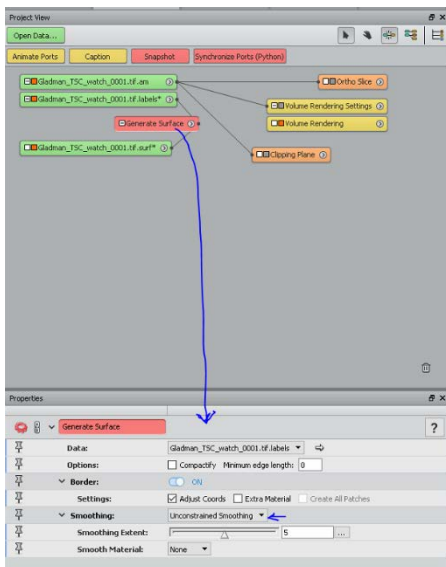 Project View
Open Data...
Animate Ports Caption Snapshot Synchronize Ports (Python)
Gladman_TSC_watch_0001.tif.am
Ortho Slice
Gladman_TSC_watch_0001.tif.labels*
Volume Rendering Settings
Generate Surface
Volume Rendering
Gladman_TSC_watch_0001.tif.surf*
Clipping Plane
Properties
Generate Surface ?
Data: Gladman_TSC_watch_0001.tif.labels
Options: Compactify Minimum edge length: 0
Border: ON
Settings: Adjust Coords Extra Material Create All Patches
Smoothing: Unconstrained Smoothing
Smoothing Extent: 5 ...
Smooth Material: None